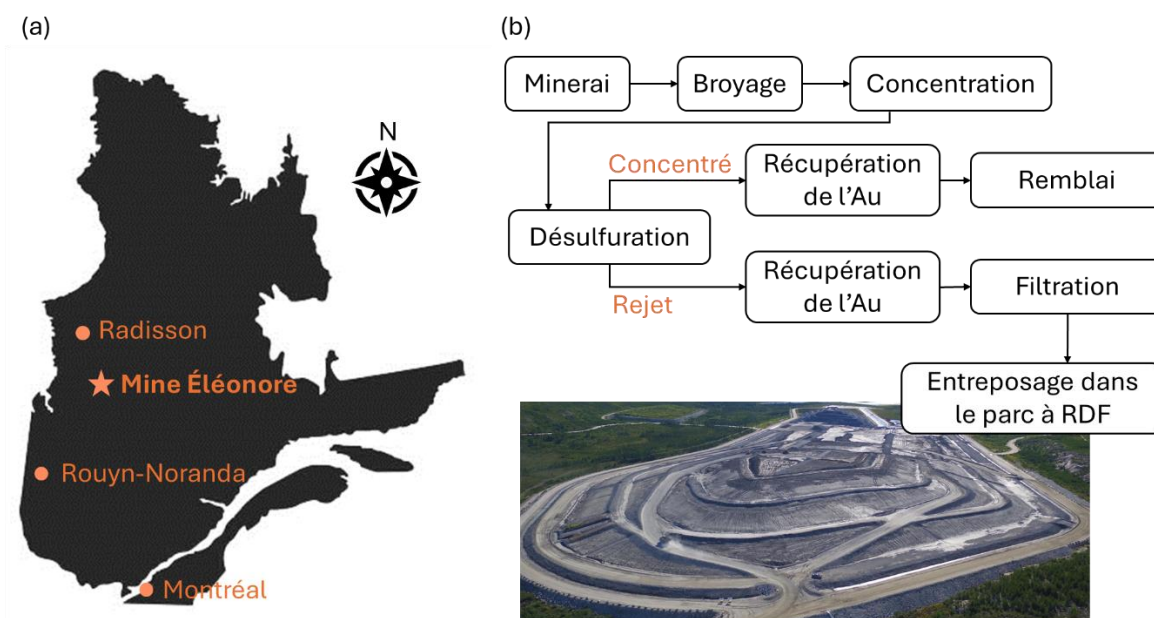 (a)
N
Radisson
Mine Éléonore
Rouyn-Noranda
Montréal
(b)
Minerai
Broyage
Concentration
Concentré
Récupération
de l’Au
Remblai
Désulfuration
Rejet
Récupération
de l’Au
Filtration
Entreposage dans
le parc à RDF